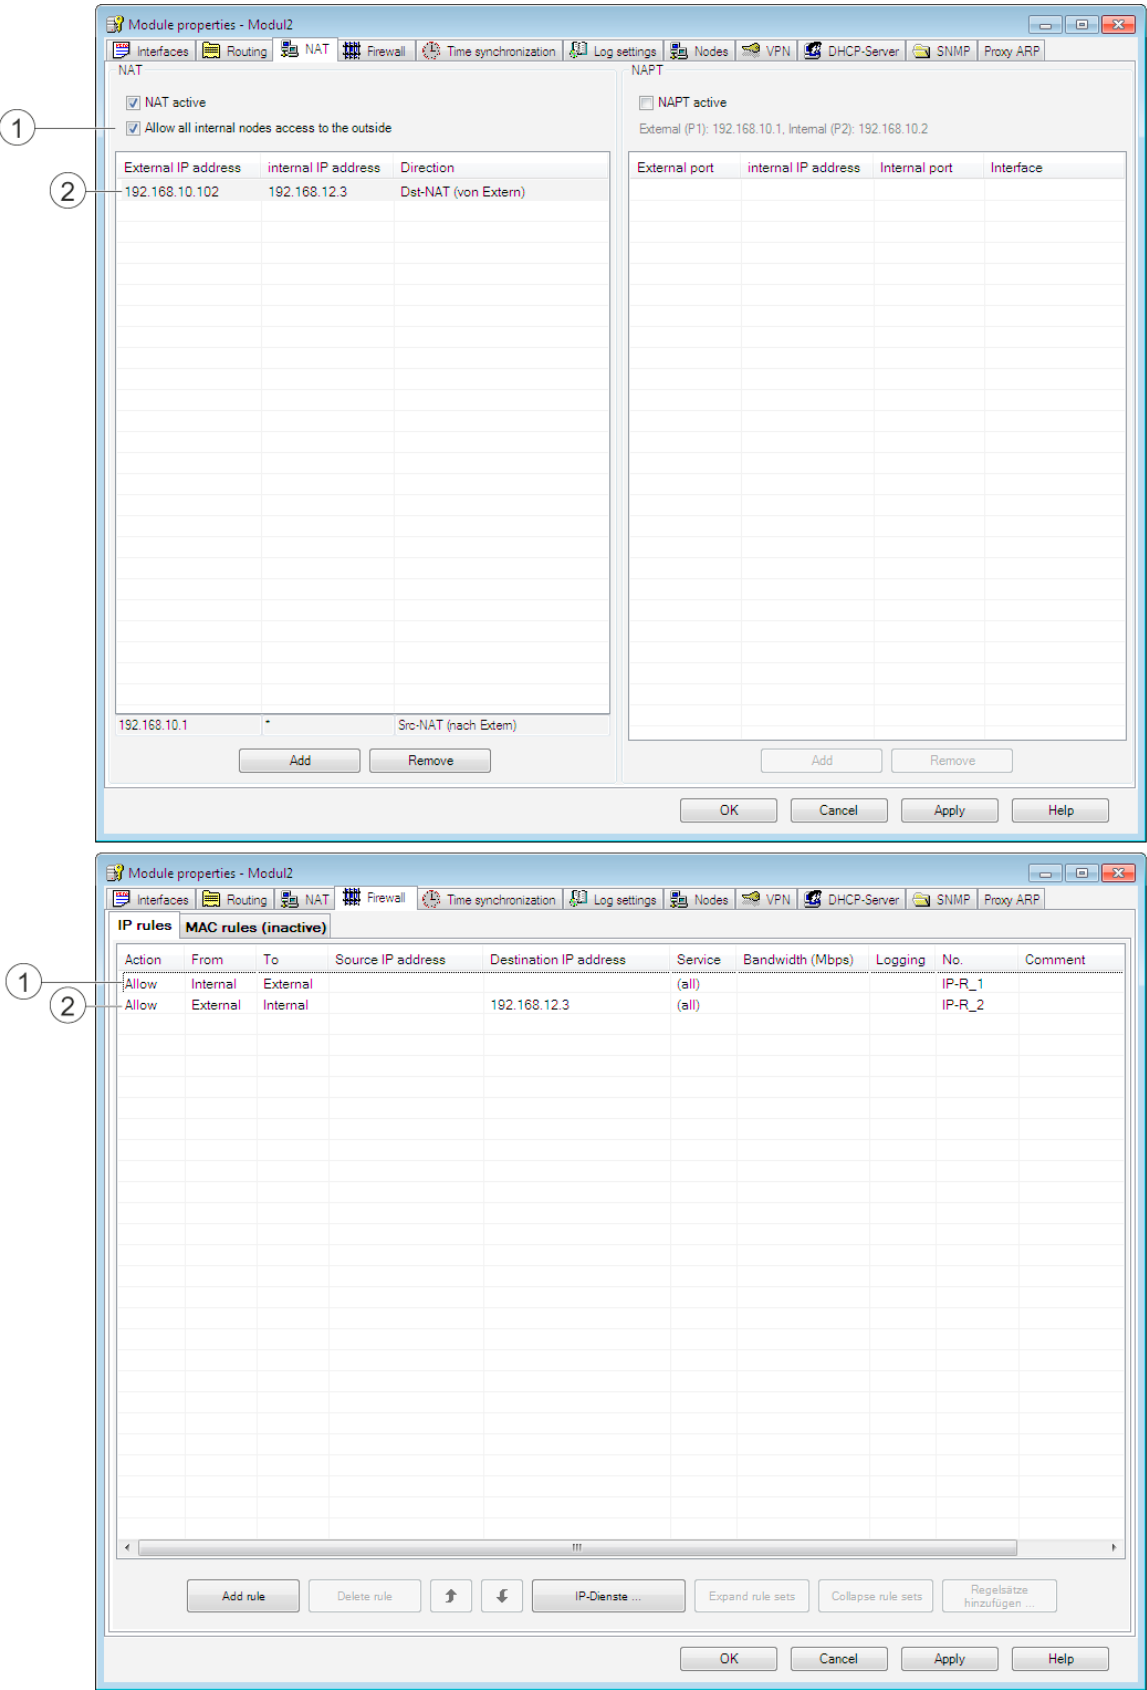 Module properties - Modul2
Interfaces Routing NAT Firewall Time synchronization Log settings Nodes VPN DHCP-Server SNMP Proxy ARP
NAT NAPT
NAT active NAPT active
1 Allow all internal nodes access to the outside External (P1): 192.168.10.1, Internal (P2): 192.168.10.2
External IP address internal IP address Direction External port internal IP address Internal port Interface
2 192.168.10.102 192.168.12.3 Dst-NAT (von Extern)
192.168.10.1 * Src-NAT (nach Extern)
Add Remove Add Remove
OK Cancel Apply Help
Module properties - Modul2
Interfaces Routing NAT Firewall Time synchronization Log settings Nodes VPN DHCP-Server SNMP Proxy ARP
IP rules MAC rules (inactive)
Action From To Source IP address Destination IP address Service Bandwidth (Mbps) Logging No. Comment
1 Allow Internal External (all) IP-R_1
2 Allow External Internal 192.168.12.3 (all) IP-R_2
Add rule Delete rule IP-Dienste ... Expand rule sets Collapse rule sets Regelsätze
hinzufügen ...
OK Cancel Apply Help